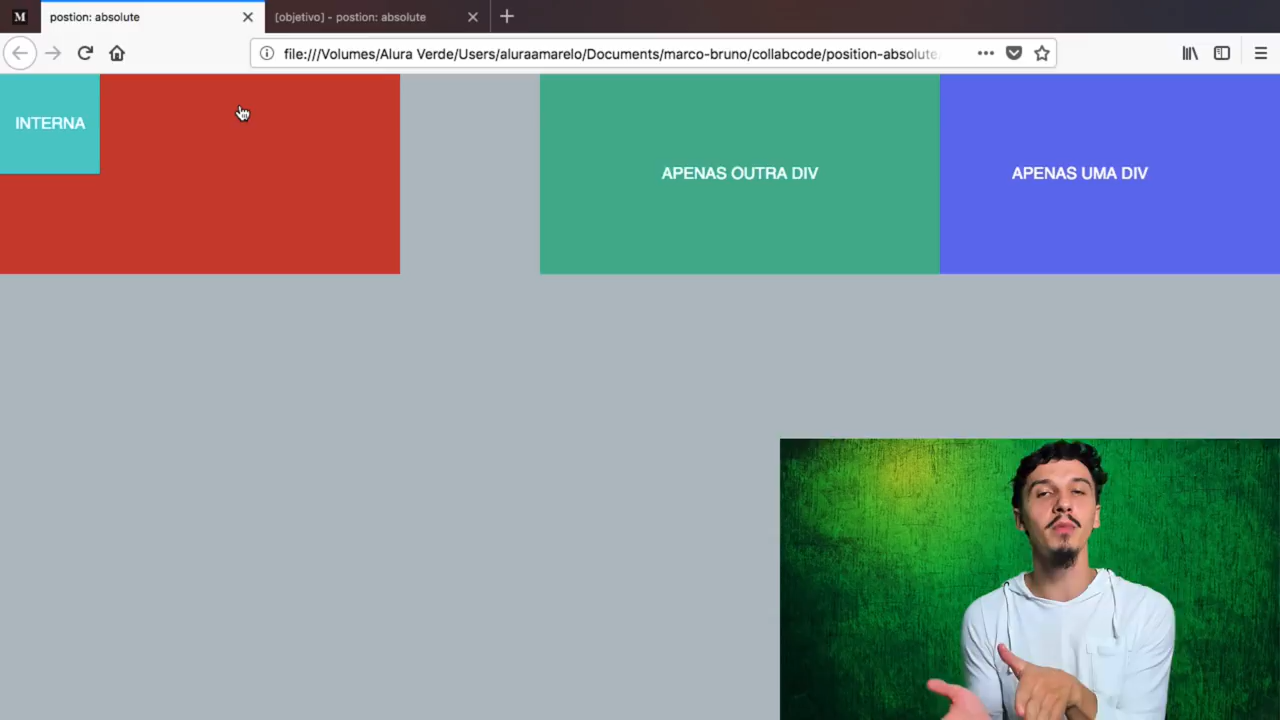 M postion: absolute [objetivo] - postion: absolute
file:///Volumes/Alura Verde/Users/aluraamarelo/Documents/marco-bruno/collabcode/position-absolute.
INTERNA
APENAS OUTRA DIV
APENAS UMA DIV